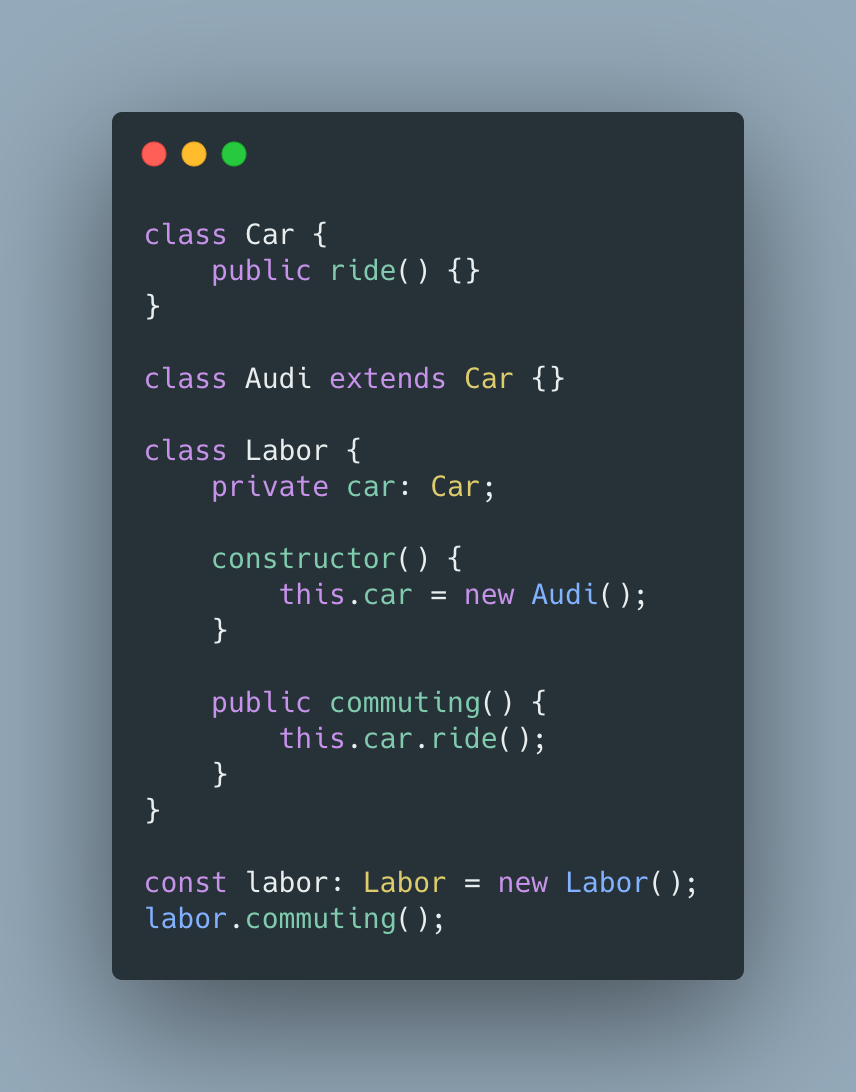 class Car {
    public ride() {}
}

class Audi extends Car {}

class Labor {
    private car: Car;

    constructor() {
        this.car = new Audi();
    }

    public commuting() {
        this.car.ride();
    }
}

const labor: Labor = new Labor();
labor.commuting();